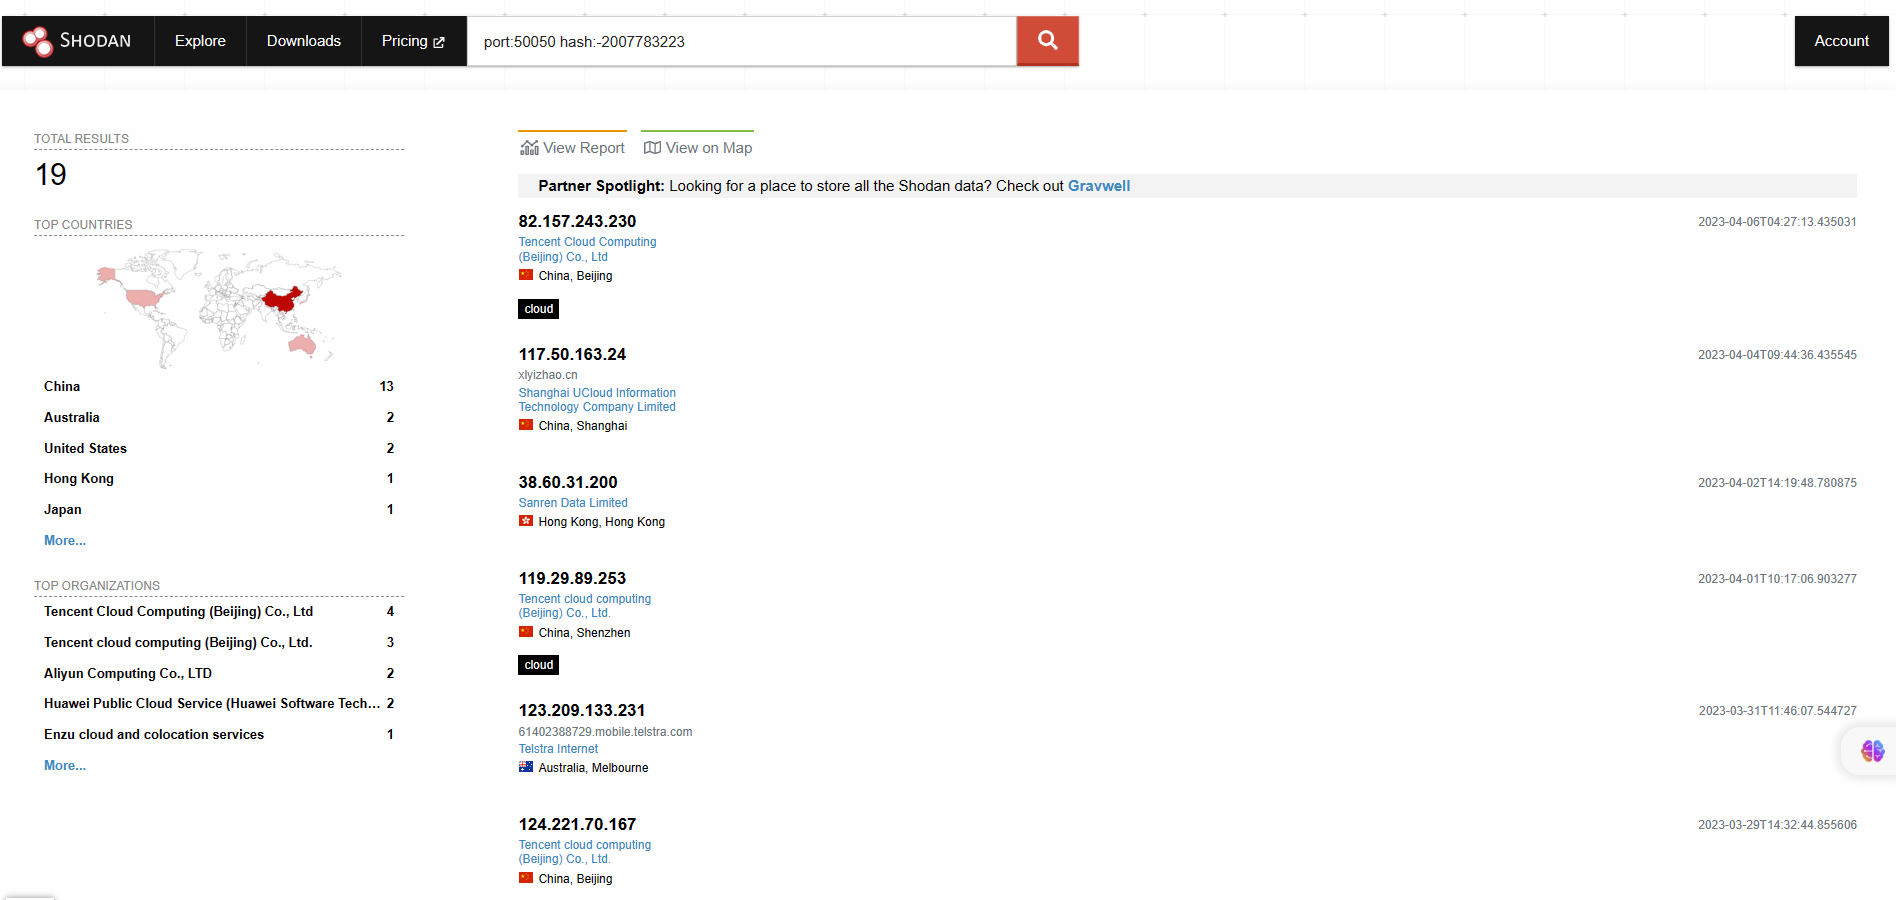 SHODAN
Explore
Downloads
Pricing
port:50050 hash:-2007783223
Account
TOTAL RESULTS
19
TOP COUNTRIES
China 13
Australia 2
United States 2
Hong Kong 1
Japan 1
More...
TOP ORGANIZATIONS
Tencent Cloud Computing (Beijing) Co., Ltd 4
Tencent cloud computing (Beijing) Co., Ltd. 3
Aliyun Computing Co., LTD 2
Huawei Public Cloud Service (Huawei Software Tech... 2
Enzu cloud and colocation services 1
More...
View Report
View on Map
Partner Spotlight: Looking for a place to store all the Shodan data? Check out Gravwell
82.157.243.230
2023-04-06T04:27:13.435031
Tencent Cloud Computing
(Beijing) Co., Ltd
China, Beijing
cloud
117.50.163.24
2023-04-04T09:44:36.435545
xlyizhao.cn
Shanghai UCloud Information
Technology Company Limited
China, Shanghai
38.60.31.200
2023-04-02T14:19:48.780875
Sanren Data Limited
Hong Kong, Hong Kong
119.29.89.253
2023-04-01T10:17:06.903277
Tencent cloud computing
(Beijing) Co., Ltd.
China, Shenzhen
cloud
123.209.133.231
2023-03-31T11:46:07.544727
61402388729.mobile.telstra.com
Telstra Internet
Australia, Melbourne
124.221.70.167
2023-03-29T14:32:44.855606
Tencent cloud computing
(Beijing) Co., Ltd.
China, Beijing